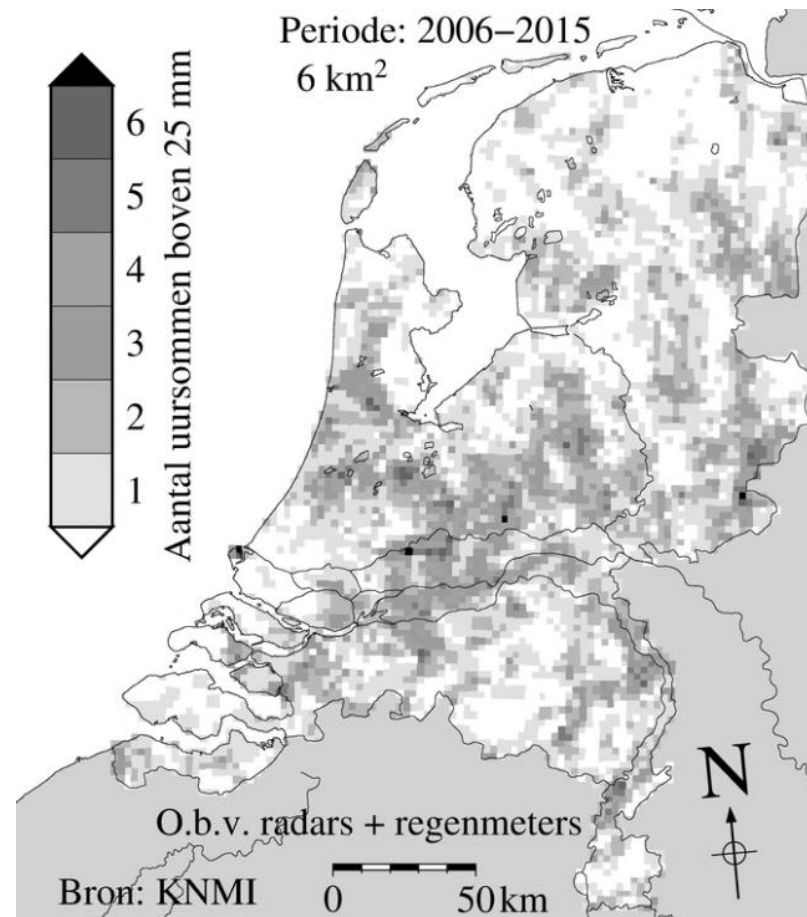 Periode: 2006–2015
6 km²
Aantal uursommen boven 25 mm
6
5
4
3
2
1
N
O.b.v. radars + regenmeters
Bron: KNMI
0 50 km